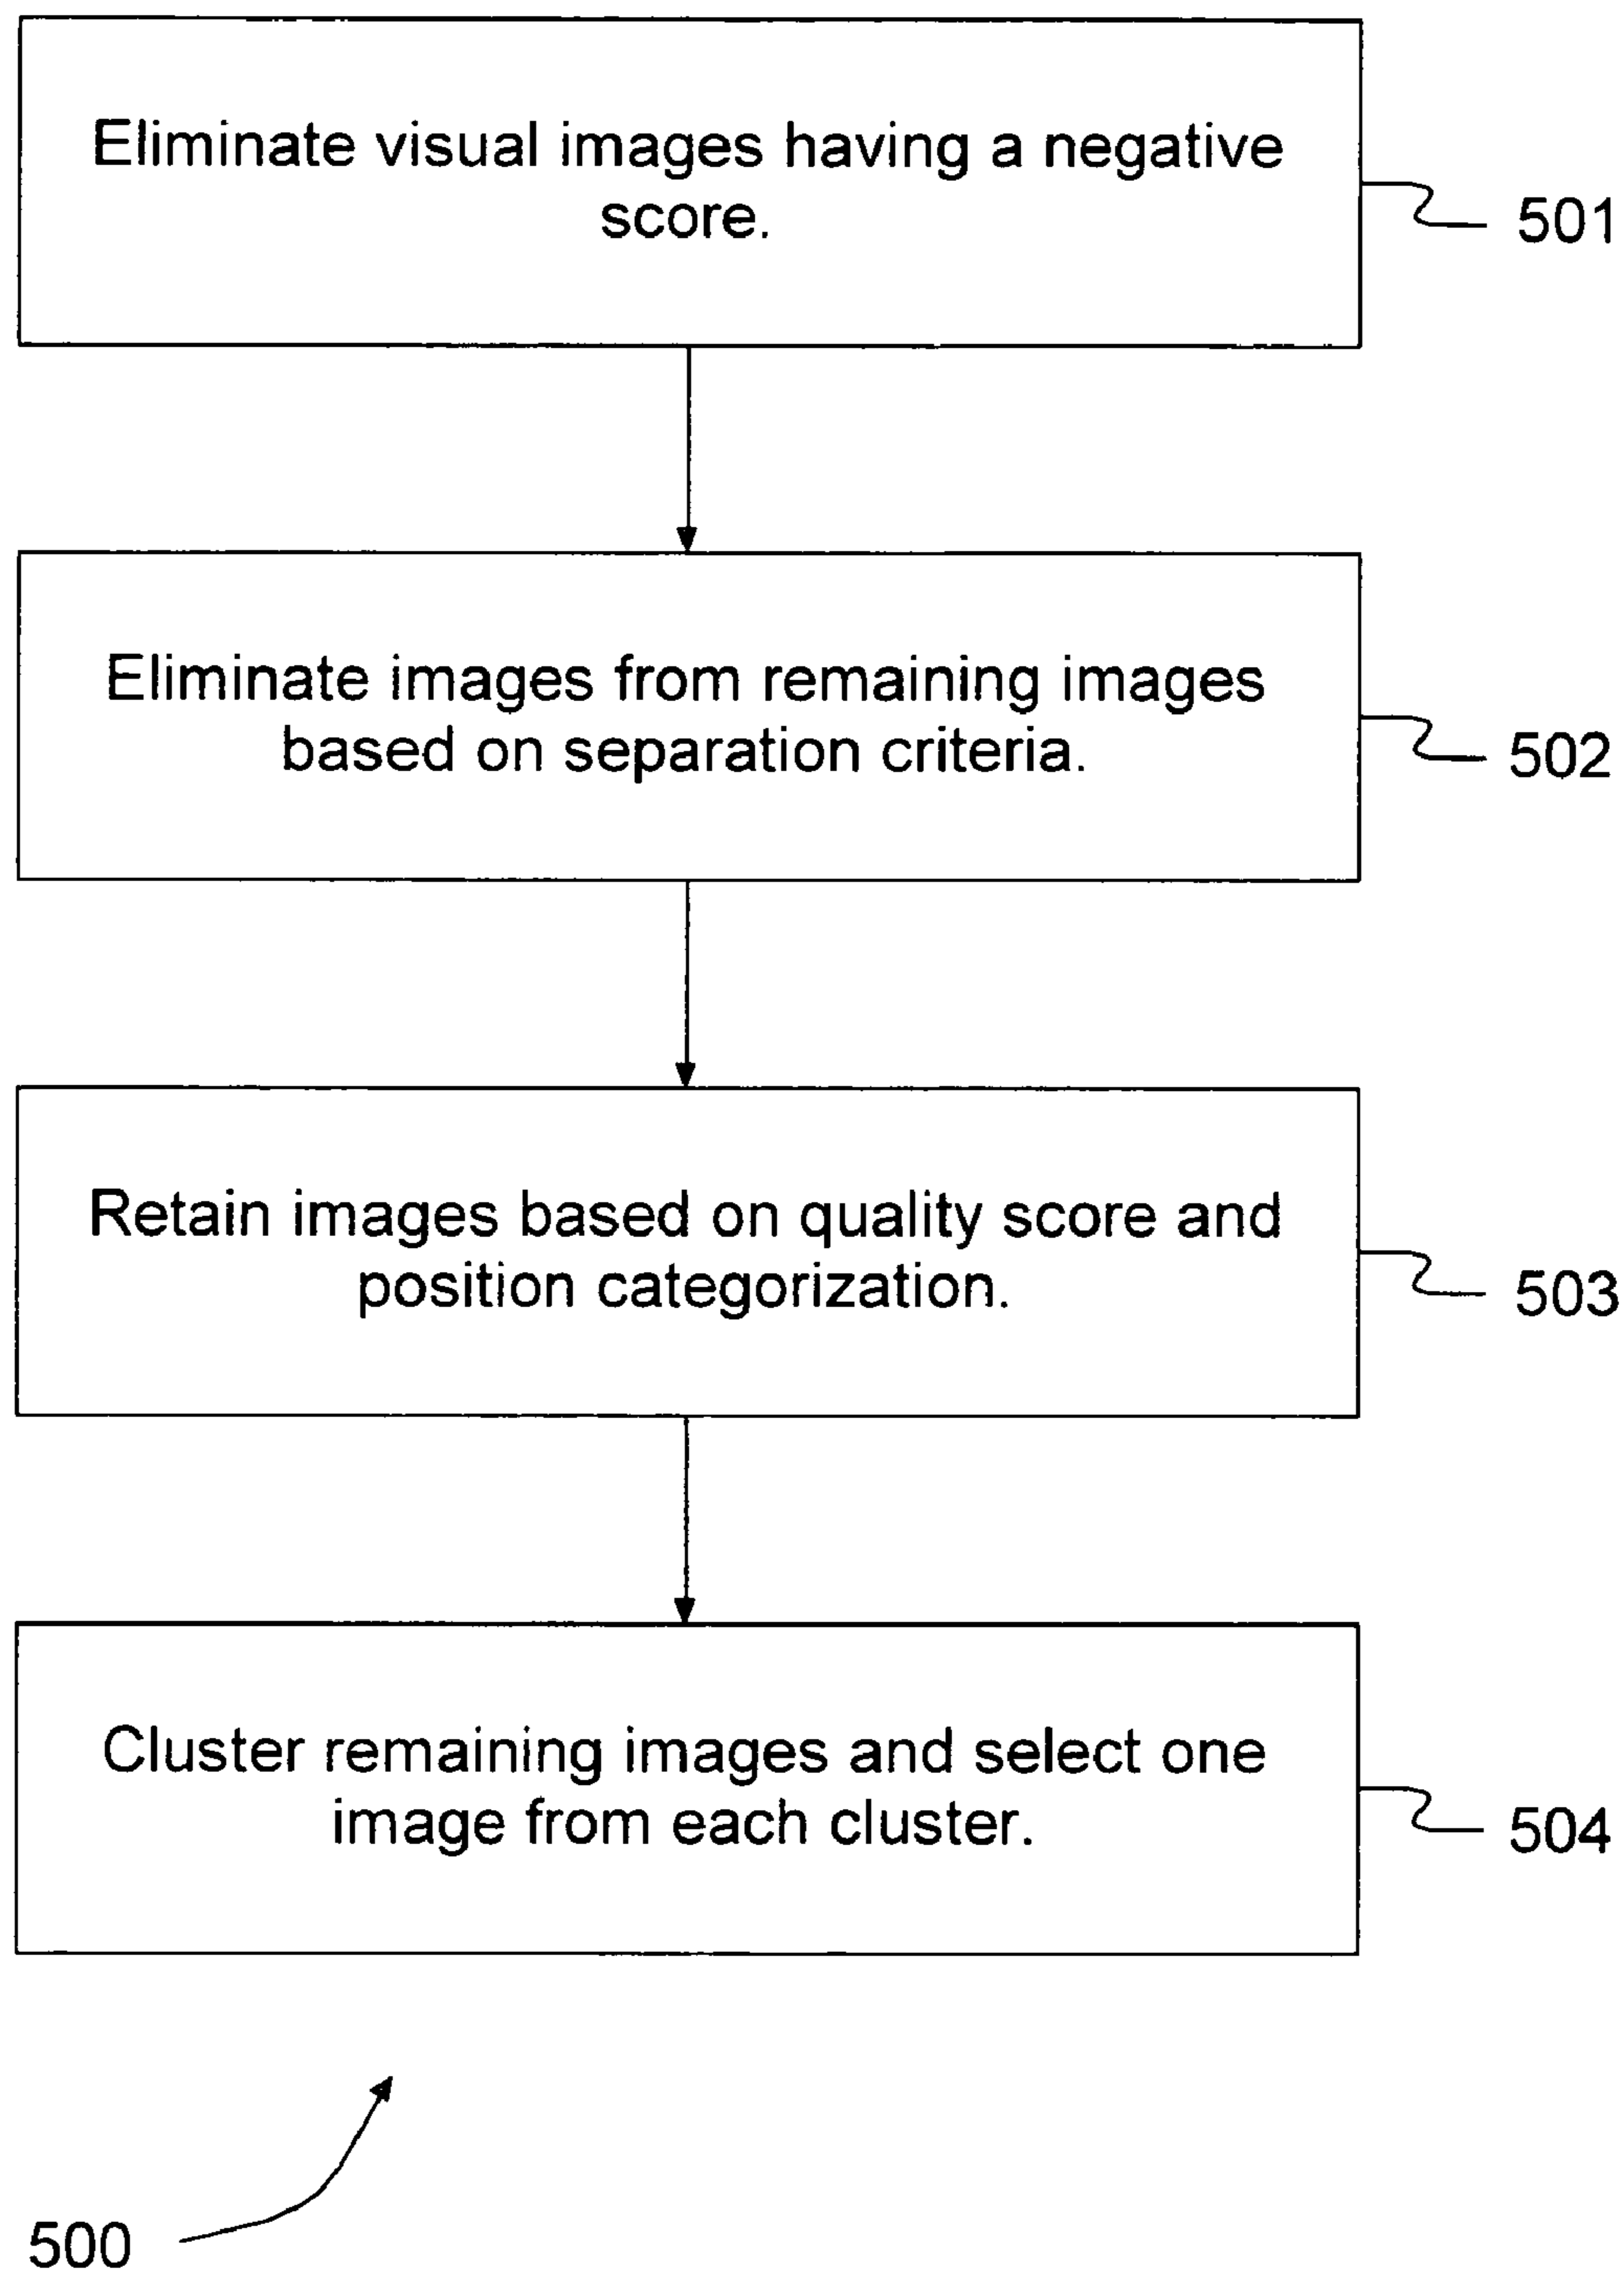 Eliminate visual images having a negative
score.
501
Eliminate images from remaining images
based on separation criteria.
502
Retain images based on quality score and
position categorization.
503
Cluster remaining images and select one
image from each cluster.
504
500